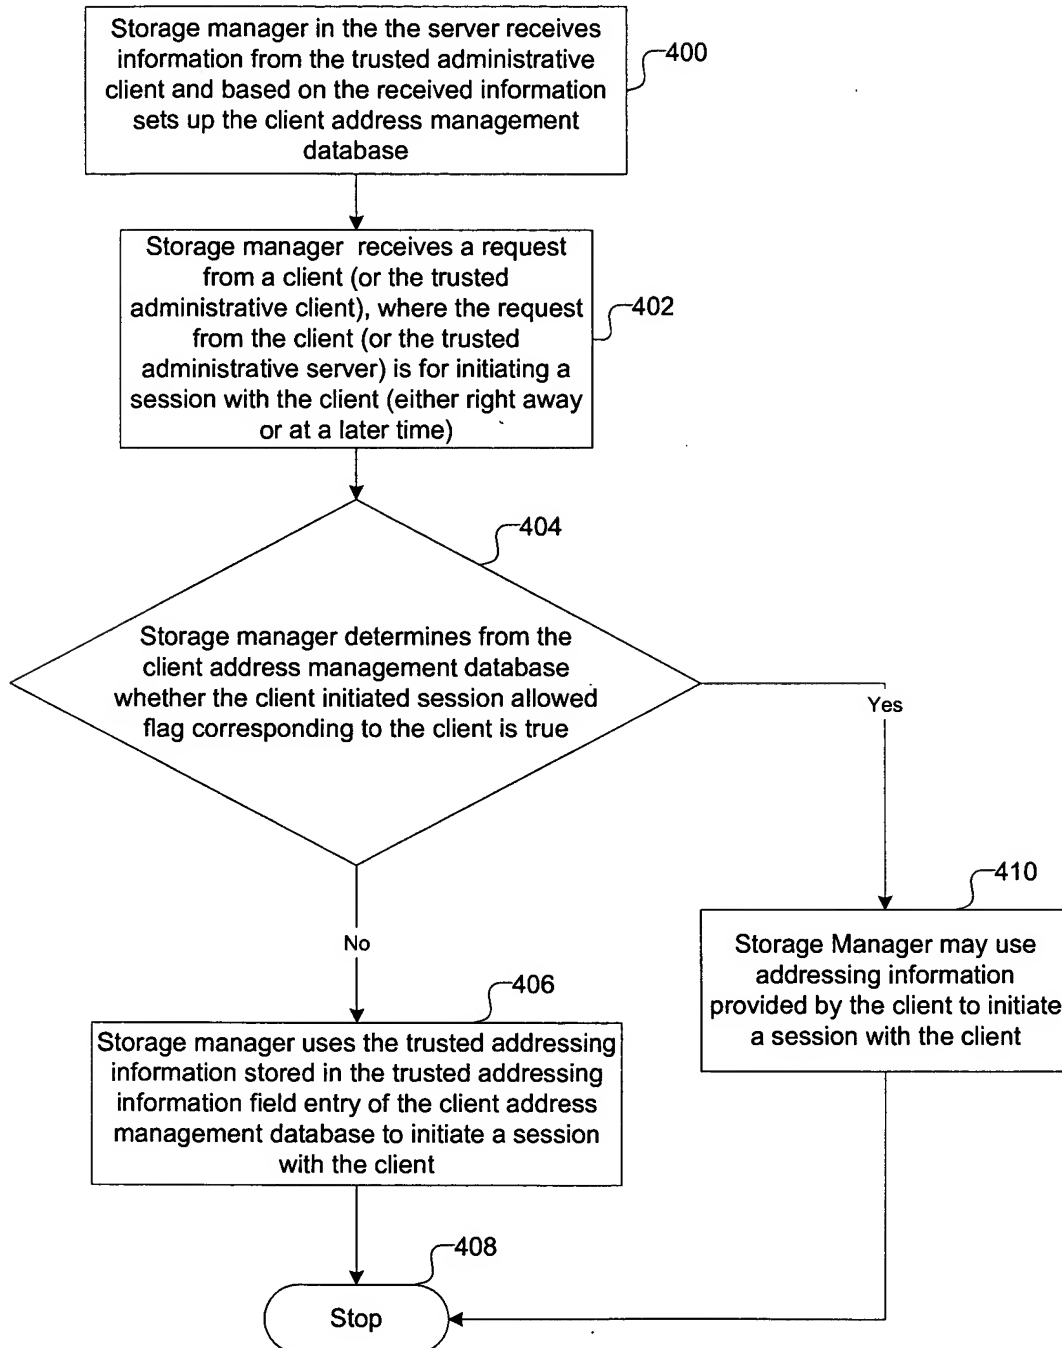 Storage manager in the the server receives
information from the trusted administrative
client and based on the received information
sets up the client address management
database
400
Storage manager receives a request
from a client (or the trusted
administrative client), where the request
from the client (or the trusted
administrative server) is for initiating a
session with the client (either right away
or at a later time)
402
404
Storage manager determines from the
client address management database
whether the client initiated session allowed
flag corresponding to the client is true
Yes
No
410
Storage Manager may use
addressing information
provided by the client to initiate
a session with the client
406
Storage manager uses the trusted addressing
information stored in the trusted addressing
information field entry of the client address
management database to initiate a session
with the client
408
Stop